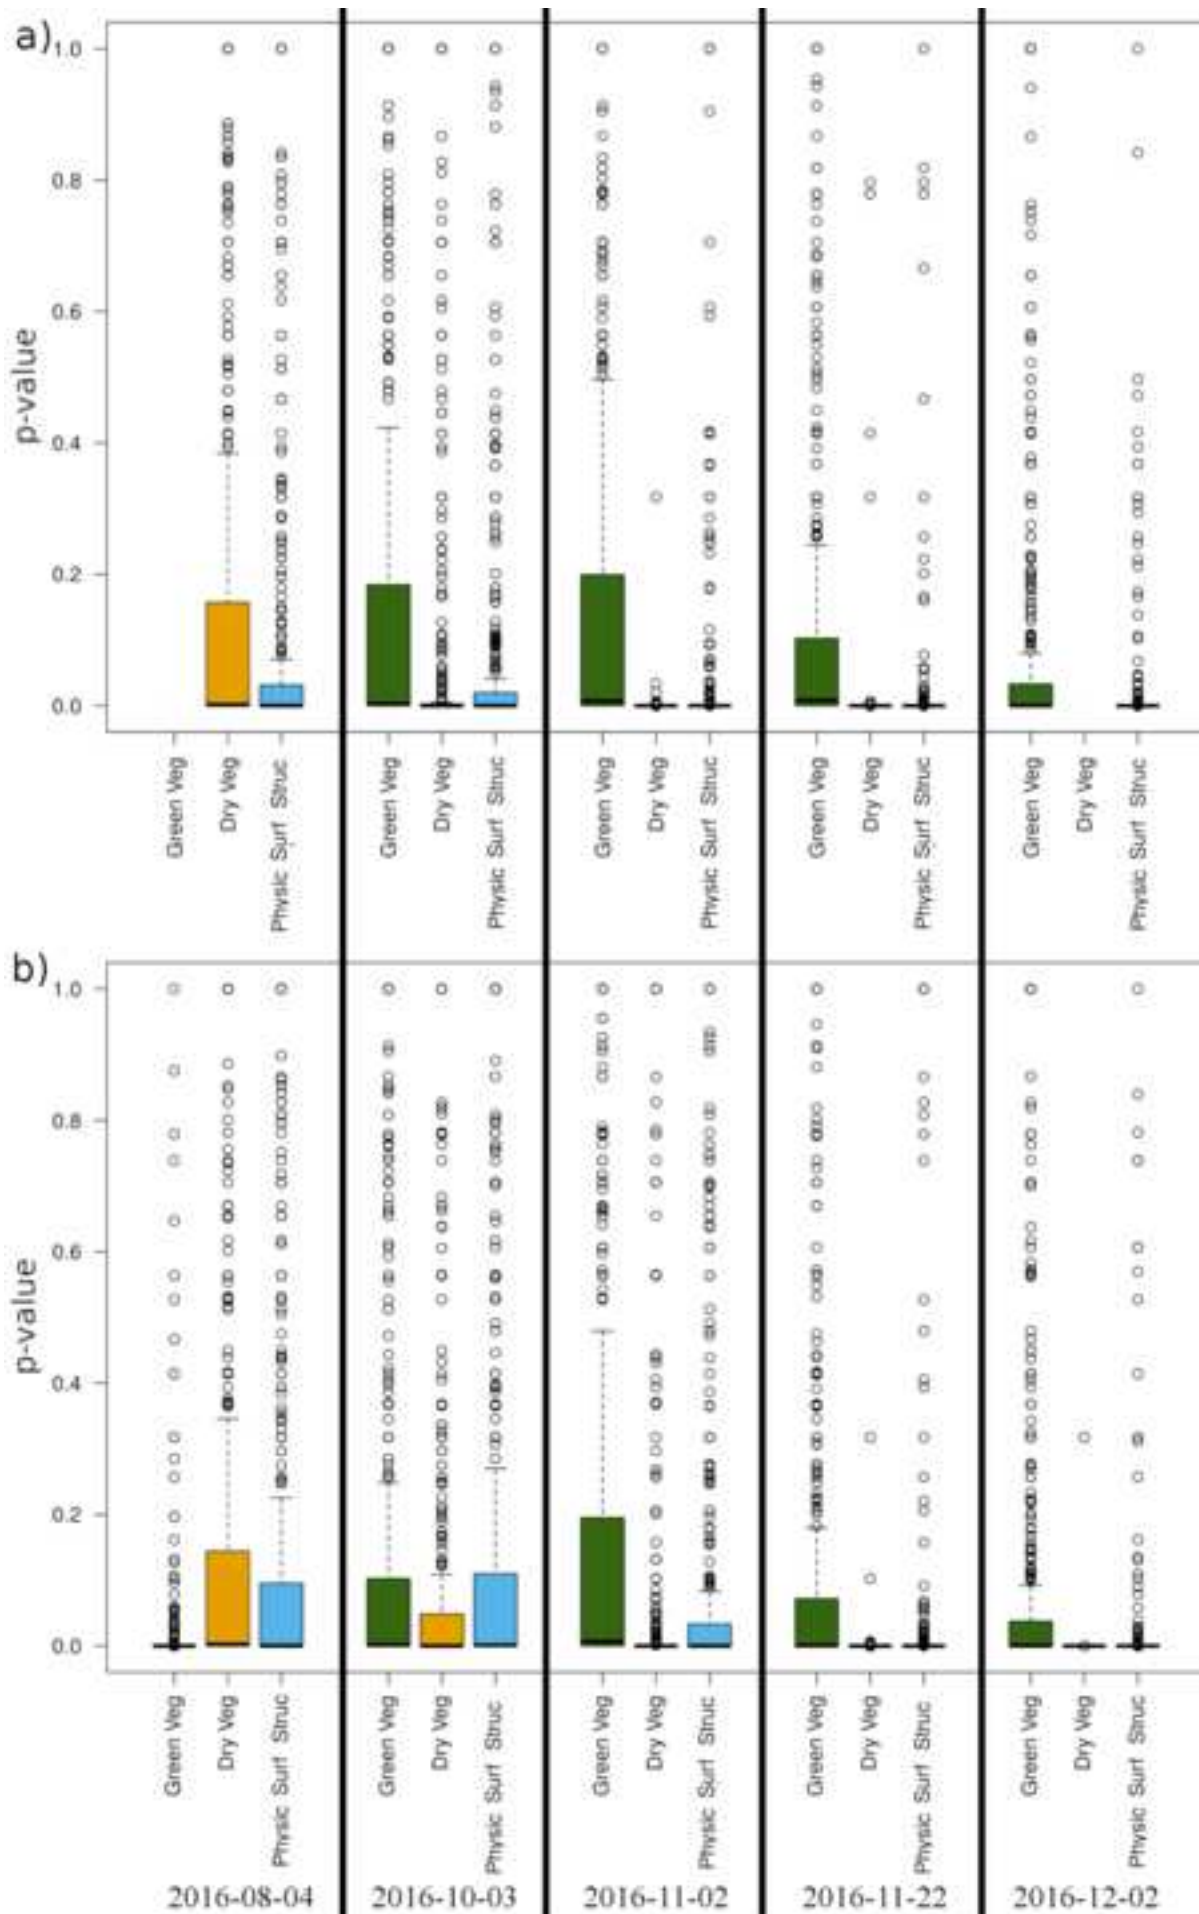 a)
1.0
0.8
0.6
0.4
0.2
0.0
p-value
Green Veg
Dry Veg
Physic Surf Struc
Green Veg
Dry Veg
Physic Surf Struc
Green Veg
Dry Veg
Physic Surf Struc
Green Veg
Dry Veg
Physic Surf Struc
Green Veg
Dry Veg
Physic Surf Struc
b)
1.0
0.8
0.6
0.4
0.2
0.0
p-value
Green Veg
Dry Veg
Physic Surf Struc
Green Veg
Dry Veg
Physic Surf Struc
Green Veg
Dry Veg
Physic Surf Struc
Green Veg
Dry Veg
Physic Surf Struc
Green Veg
Dry Veg
Physic Surf Struc
2016-08-04
2016-10-03
2016-11-02
2016-11-22
2016-12-02